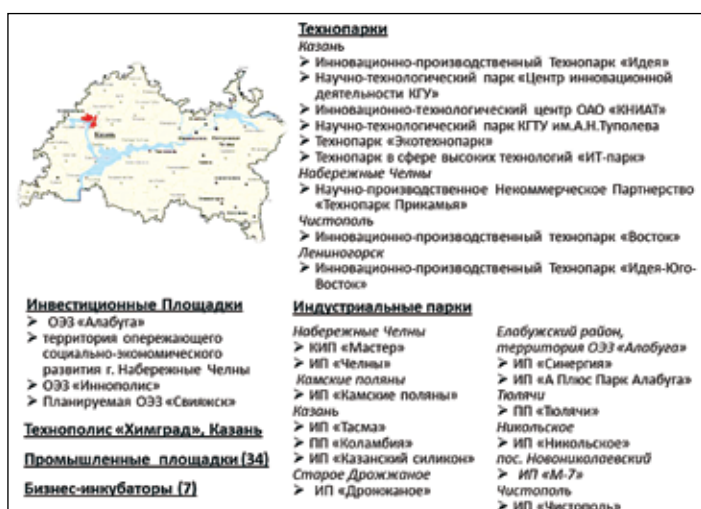 Технопарки
Казань
➢ Инновационно-производственный Технопарк «Идея»
➢ Научно-технологический парк «Центр инновационной
деятельности КГУ»
➢ Инновационно-технологический центр ОАО «КНИАТ»
➢ Научно-технологический парк КГТУ им.А.Н.Туполева
➢ Технопарк «Экотехнопарк»
➢ Технопарк в сфере высоких технологий «ИТ-парк»
Набережные Челны
➢ Научно-производственное Некоммерческое Партнерство
«Технопарк Прикамья»
Чистополь
➢ Инновационно-производственный технопарк «Восток»
Лениногорск
➢ Инновационно-производственный Технопарк «Идея-Юго-
Восток»
Казань
Инвестиционные Площадки
➢ ОЭЗ «Алабуга»
➢ территория опережающего
социально-экономического
развития г. Набережные Челны
➢ ОЭЗ «Иннополис»
➢ Планируемая ОЭЗ «Свияжск»
Технополис «Химград», Казань
Промышленные площадки (34)
Бизнес-инкубаторы (7)
Индустриальные парки
Набережные Челны
➢ КИП «Мастер»
➢ ИП «Челны»
Камские поляны
➢ ИП «Камские поляны»
Казань
➢ ИП «Тасма»
➢ ПП «Коламбия»
➢ ИП «Казанский силикон»
Старое Дрожжаное
➢ ИП «Дрожжаное»
Елабужский район,
территория ОЭЗ «Алабуга»
➢ ИП «Синергия»
➢ ИП «А Плюс Парк Алабуга»
Тюлячи
➢ ПП «Тюлячи»
Никольское
➢ ИП «Никольское»
пос. Новониколаевский
➢ ИП «М-7»
Чистополь
➢ ИП «Чистополь»